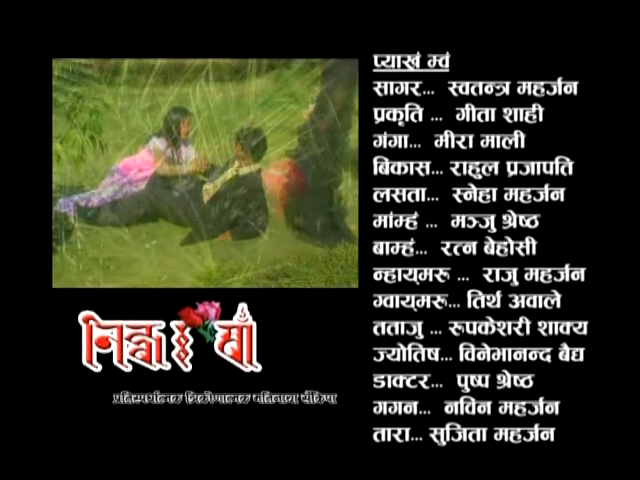 प्याखं म्वं
सागर... स्वतन्त्र महर्जन
प्रकृति ... गीता शाही
गंगा... मीरा माली
बिकास... राहुल प्रजापति
लसता... स्नेहा महर्जन
मांम्हं ... मञ्जु श्रेष्ठ
बाम्हं... रत्न बेहोसी
न्हाय्‌मरू ... राजु महर्जन
ग्वाय्‌मरू... तिर्थ अवाले
तताजु ... रूपकेशरी शाक्य
ज्योतिष... विनेभानन्द बैद्य
डाक्टर... पुष्प श्रेष्ठ
गगन... नविन महर्जन
तारा... सुजिता महर्जन